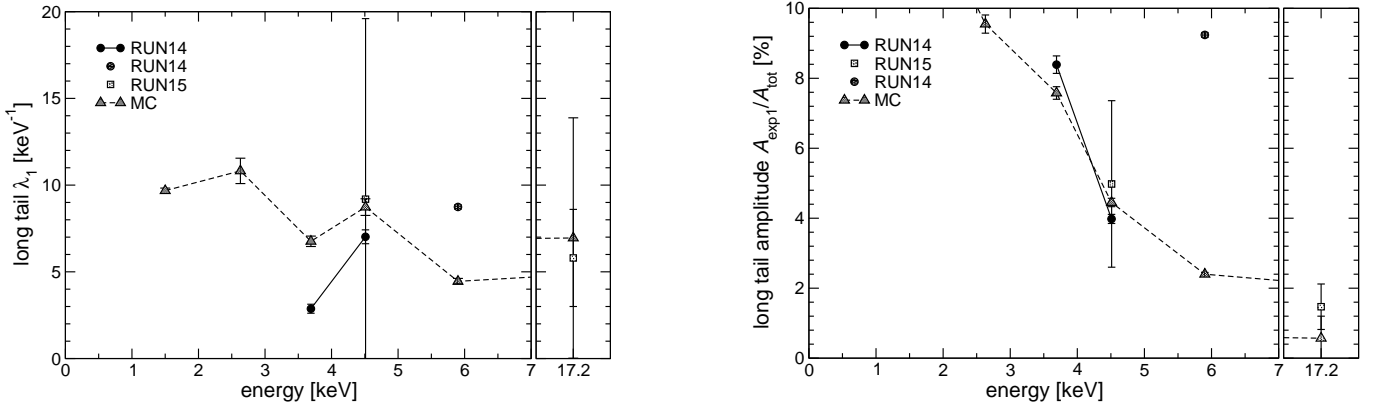 long tail λ1 [keV-1]
20
15
10
5
0
RUN14
RUN14
RUN15
MC
0 1 2 3 4 5 6 7 17.2
energy [keV]
long tail amplitude Aexp1/Atot [%]
10
8
6
4
2
0
RUN14
RUN15
RUN14
MC
0 1 2 3 4 5 6 7 17.2
energy [keV]